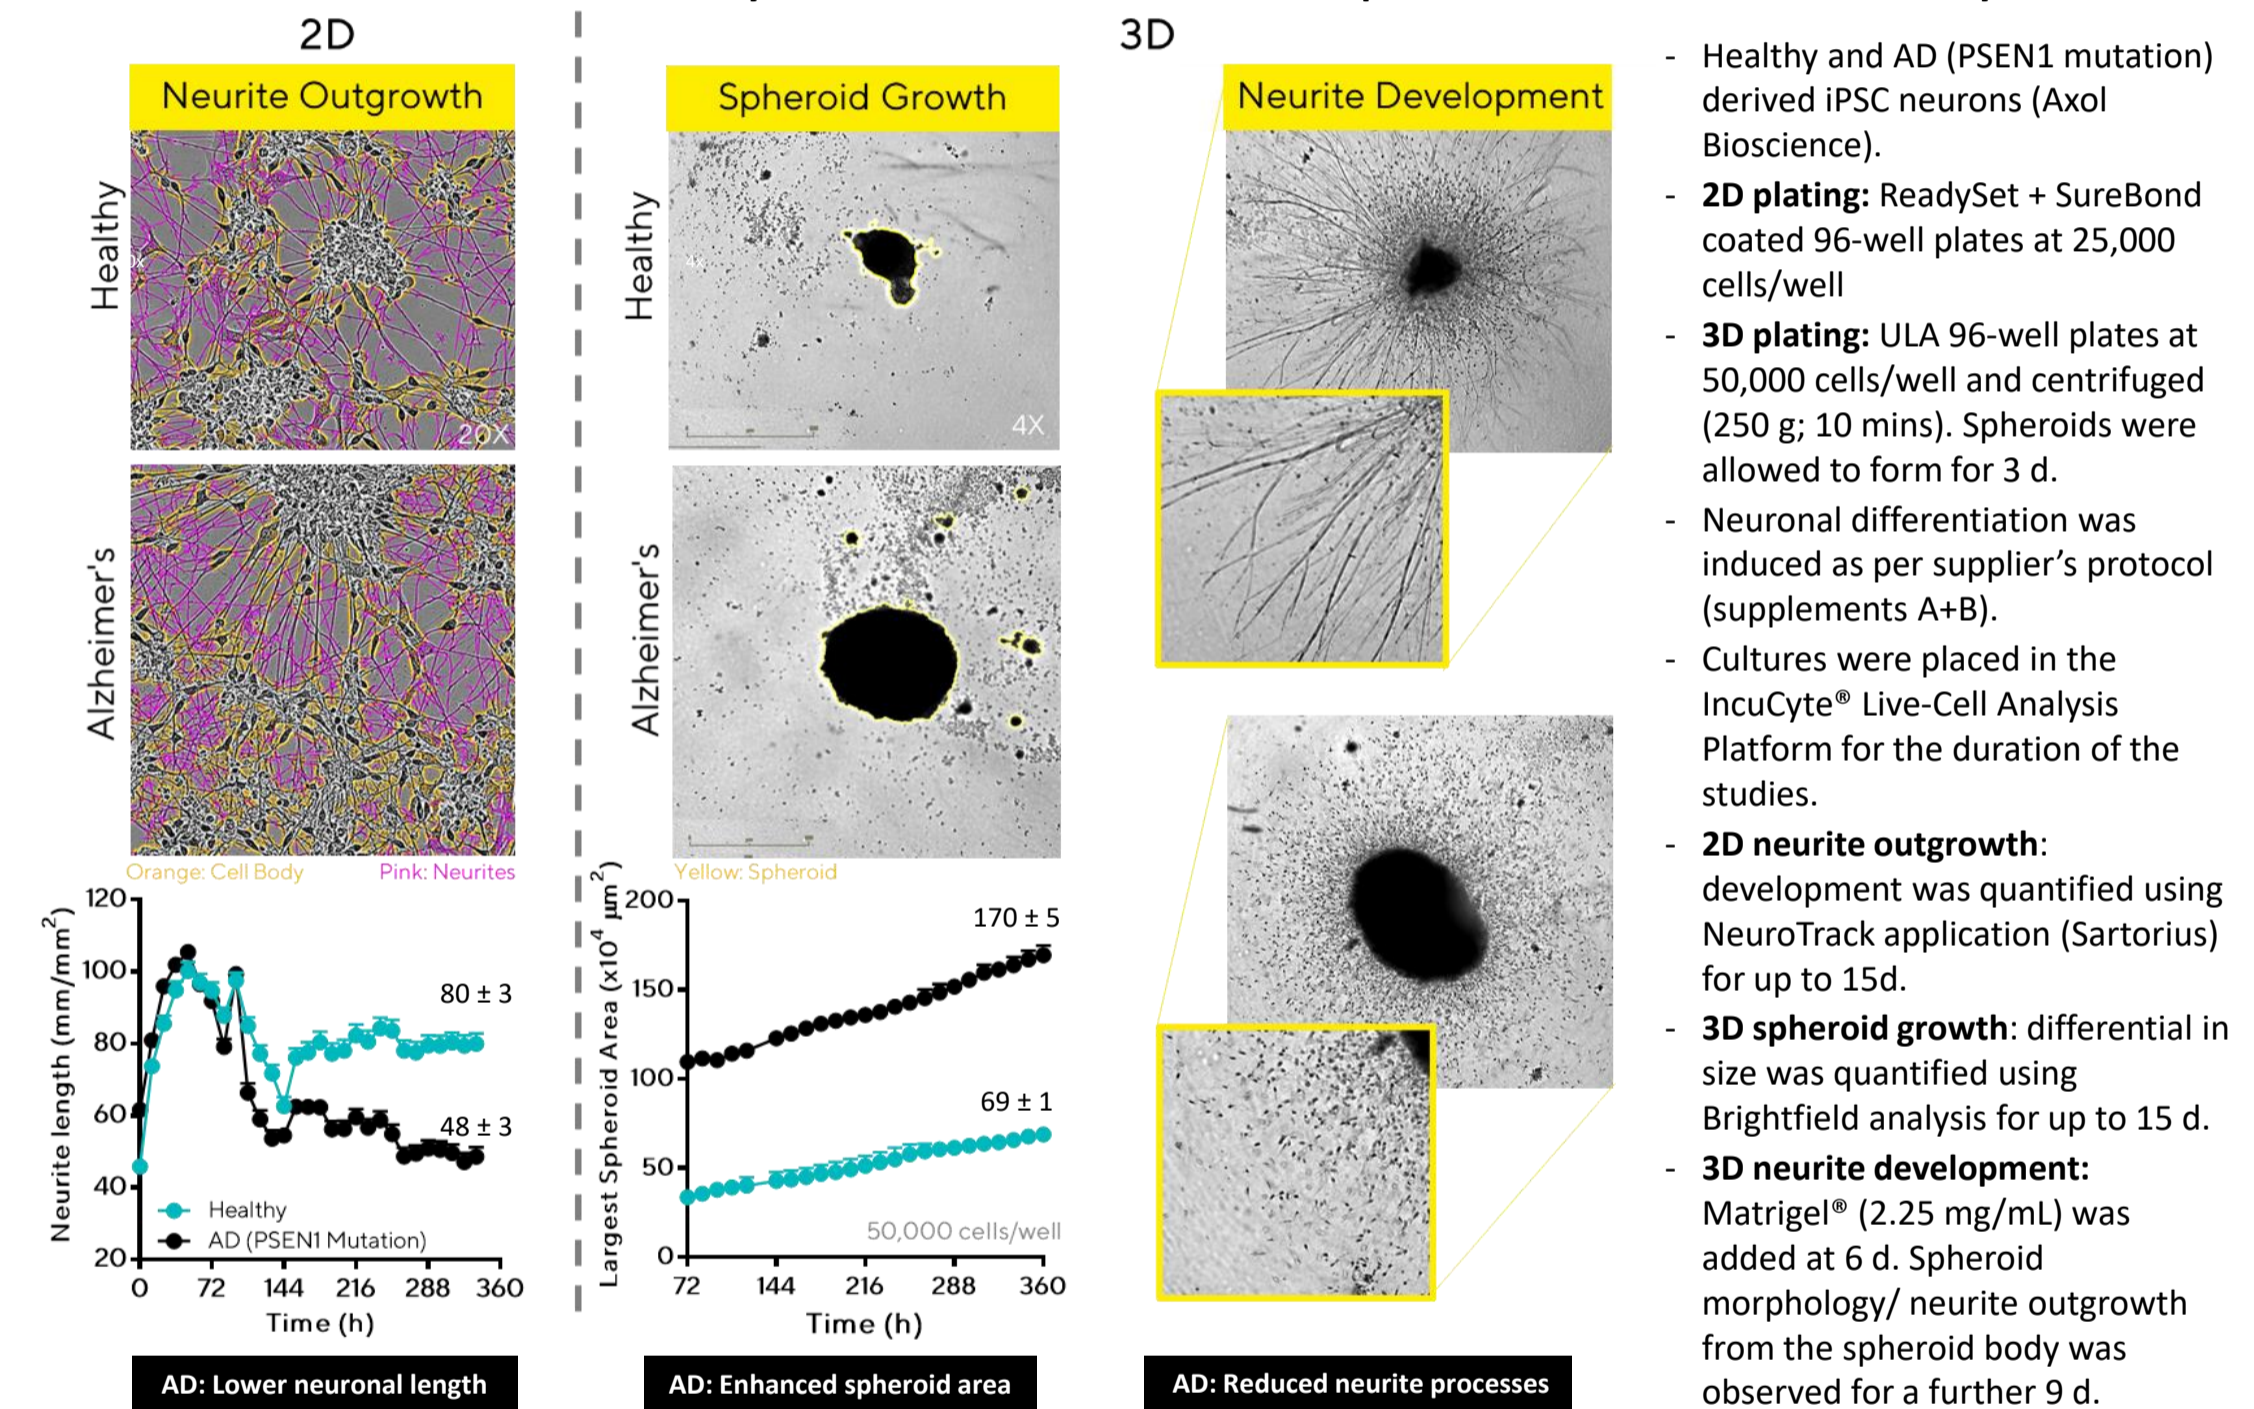 2D
3D
Neurite Outgrowth
Spheroid Growth
Neurite Development
Healthy
20X
Alzheimer's
Orange: Cell Body
Pink: Neurites
Healthy
4X
Alzheimer's
Yellow: Spheroid
Neurite length (mm/mm²)
120
100
80
60
40
20
80 ± 3
48 ± 3
Healthy
AD (PSEN1 Mutation)
0
72
144
216
288
360
Time (h)
AD: Lower neuronal length
Largest Spheroid Area (x10⁴ µm²)
200
150
100
50
0
170 ± 5
69 ± 1
50,000 cells/well
72
144
216
288
360
Time (h)
AD: Enhanced spheroid area
AD: Reduced neurite processes
- Healthy and AD (PSEN1 mutation)
derived iPSC neurons (Axol
Bioscience).
- 2D plating: ReadySet + SureBond
coated 96-well plates at 25,000
cells/well
- 3D plating: ULA 96-well plates at
50,000 cells/well and centrifuged
(250 g; 10 mins). Spheroids were
allowed to form for 3 d.
- Neuronal differentiation was
induced as per supplier’s protocol
(supplements A+B).
- Cultures were placed in the
IncuCyte® Live-Cell Analysis
Platform for the duration of the
studies.
- 2D neurite outgrowth:
development was quantified using
NeuroTrack application (Sartorius)
for up to 15d.
- 3D spheroid growth: differential in
size was quantified using
Brightfield analysis for up to 15 d.
- 3D neurite development:
Matrigel® (2.25 mg/mL) was
added at 6 d. Spheroid
morphology/ neurite outgrowth
from the spheroid body was
observed for a further 9 d.